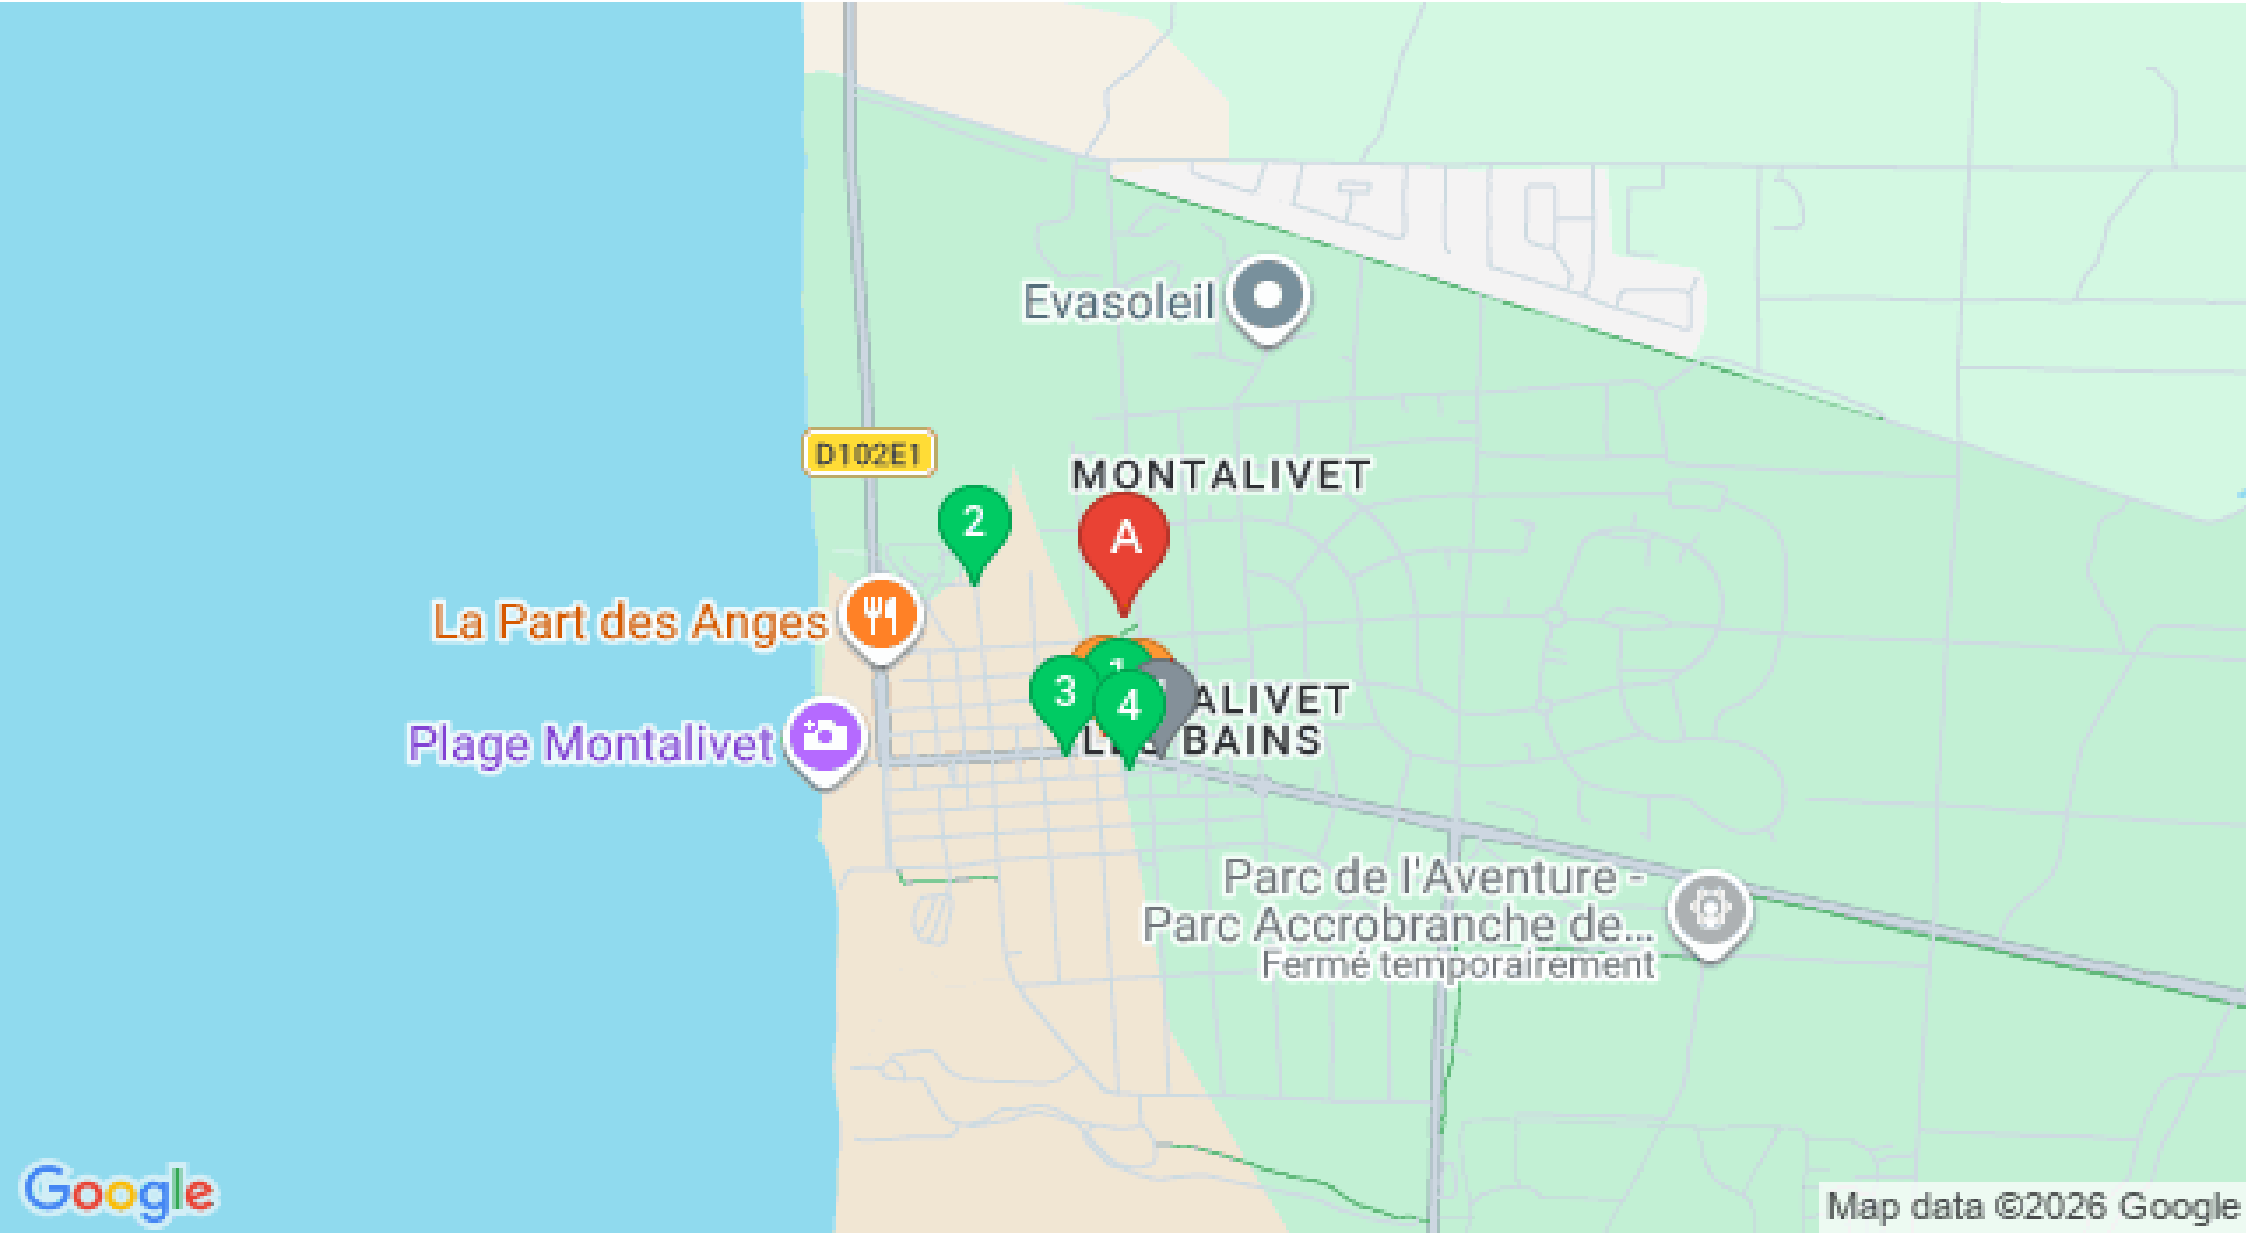 Evasoleil
D102E1
MONTALIVET
2
A
La Part des Anges
1
3
4
ALIVET
BAINS
Plage Montalivet
Parc de l'Aventure -
Parc Accrobranche de...
Fermé temporairement
Google
Map data ©2026 Google